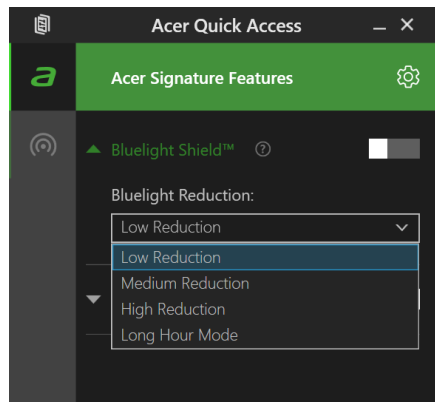 Acer Quick Access
a
Acer Signature Features
Bluelight Shield™ ?
Bluelight Reduction:
Low Reduction
Low Reduction
Medium Reduction
High Reduction
Long Hour Mode